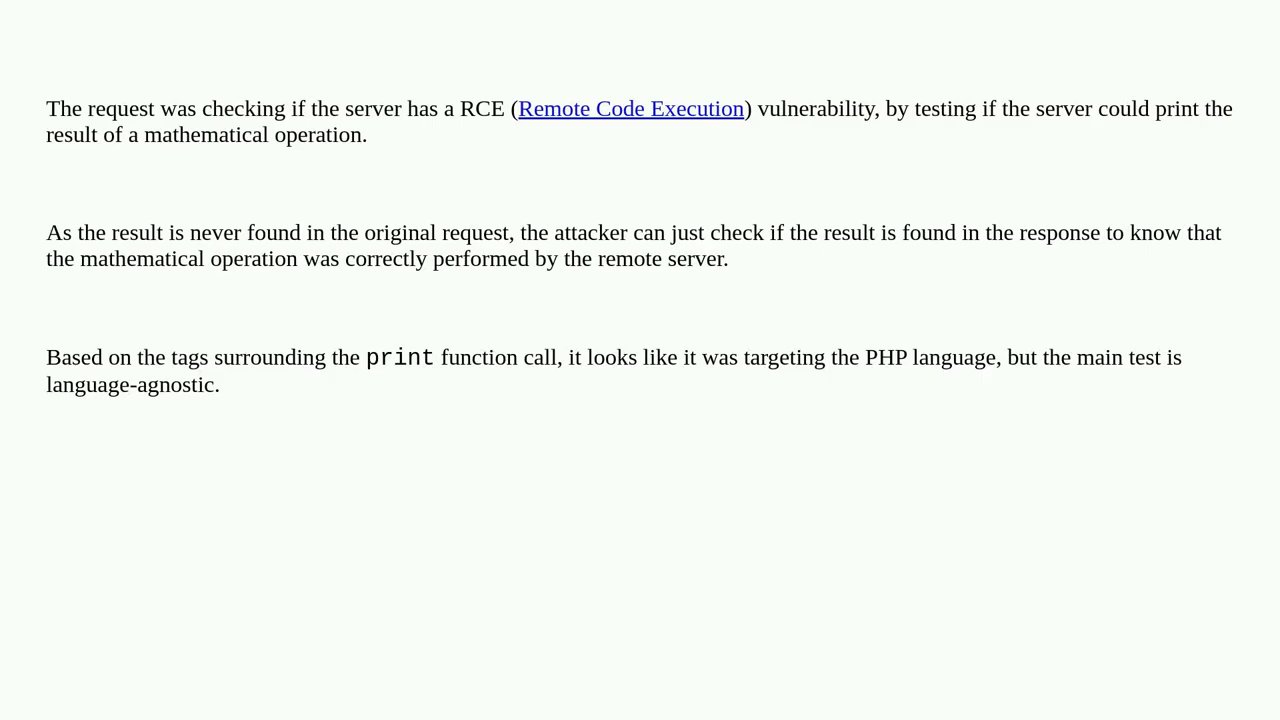 The request was checking if the server has a RCE (Remote Code Execution) vulnerability, by testing if the server could print the
result of a mathematical operation.
As the result is never found in the original request, the attacker can just check if the result is found in the response to know that
the mathematical operation was correctly performed by the remote server.
Based on the tags surrounding the print function call, it looks like it was targeting the PHP language, but the main test is
language-agnostic.